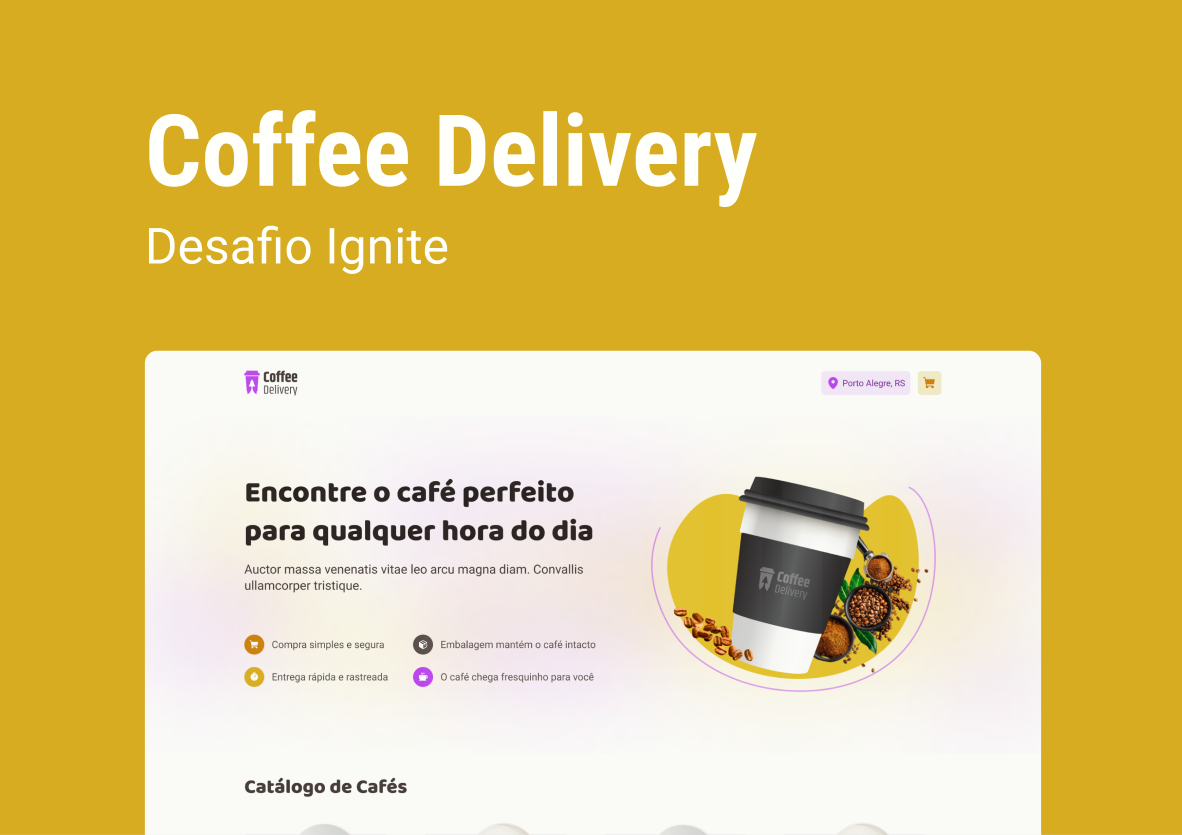 Coffee Delivery
Desafio Ignite
Coffee
Delivery
Porto Alegre, RS
Encontre o café perfeito
para qualquer hora do dia
Auctor massa venenatis vitae leo arcu magna diam. Convallis
ullamcorper tristique.
Coffee
Delivery
Compra simples e segura
Embalagem mantém o café intacto
Entrega rápida e rastreada
O café chega fresquinho para você
Catálogo de Cafés